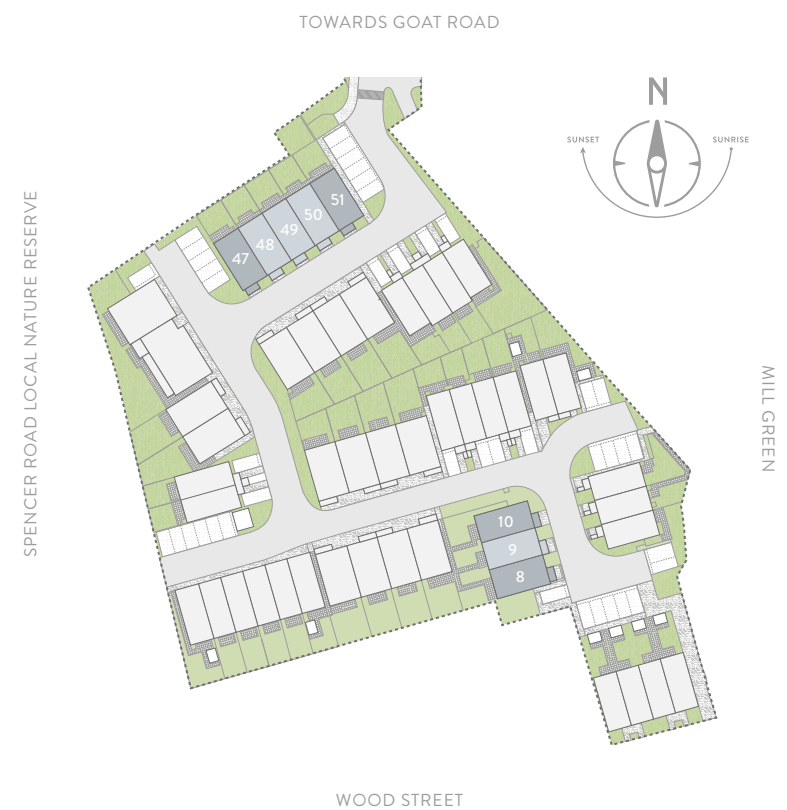 TOWARDS GOAT ROAD
N
SUNSET
SUNRISE
51
50
49
48
47
SPENCER ROAD LOCAL NATURE RESERVE
MILL GREEN
10
9
8
WOOD STREET